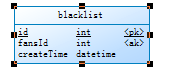 blacklist
id int <pk>
fansId int <ak>
createTime datetime